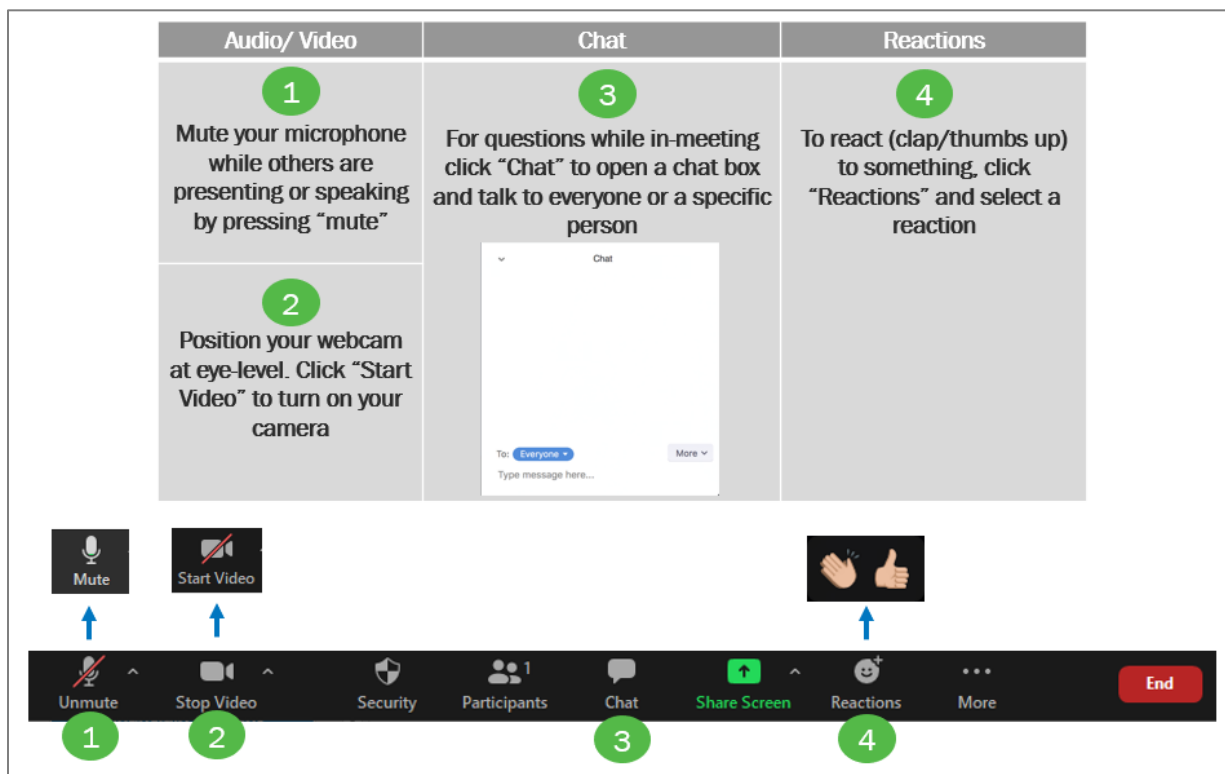 Audio/ Video
Chat
Reactions
1
Mute your microphone
while others are
presenting or speaking
by pressing “mute”
2
Position your webcam
at eye-level. Click “Start
Video” to turn on your
camera
3
For questions while in-meeting
click “Chat” to open a chat box
and talk to everyone or a specific
person
Chat
To: Everyone
More
Type message here...
4
To react (clap/thumbs up)
to something, click
“Reactions” and select a
reaction
Mute
Start Video
Unmute
Stop Video
Security
1
Participants
Chat
Share Screen
Reactions
More
End
1
2
3
4